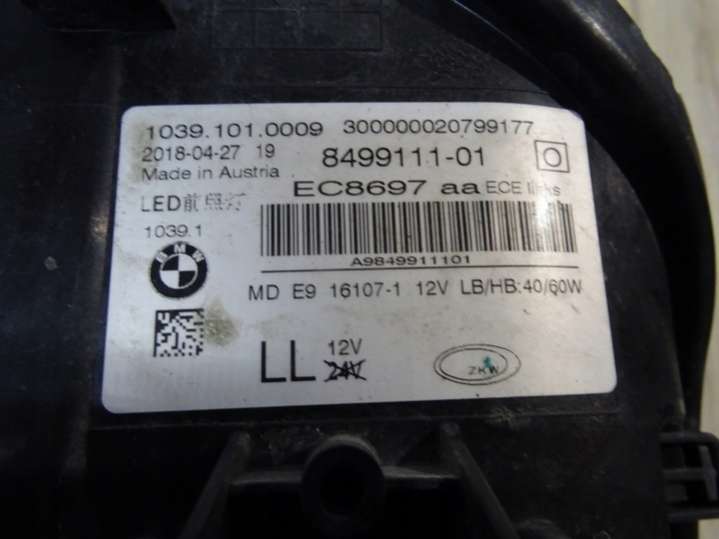 1039.101.0009 300000020799177
2018-04-27 19 8499111-01 O
Made in Austria
EC8697 aa ECE links
LED前照灯
1039.1
BMW
A9849911101
MD E9 16107-1 12V LB/HB:40/60W
LL 12V
24V
ZKW